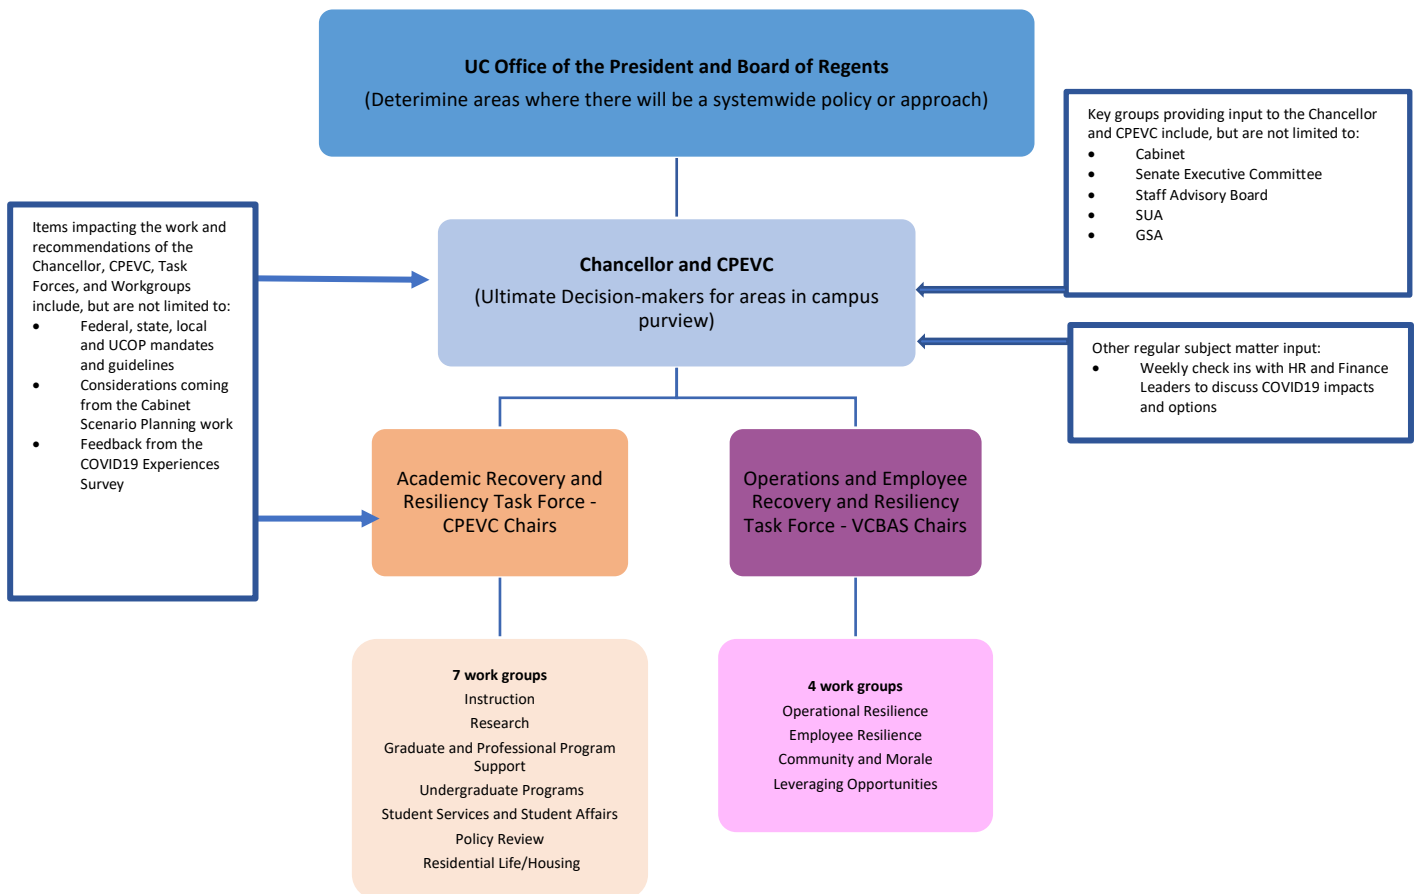 UC Office of the President and Board of Regents
(Deterimine areas where there will be a systemwide policy or approach)
Key groups providing input to the Chancellor
and CPEVC include, but are not limited to:
• Cabinet
• Senate Executive Committee
• Staff Advisory Board
• SUA
• GSA
Items impacting the work and
recommendations of the
Chancellor, CPEVC, Task
Forces, and Workgroups
include, but are not limited to:
• Federal, state, local
and UCOP mandates
and guidelines
• Considerations coming
from the Cabinet
Scenario Planning work
• Feedback from the
COVID19 Experiences
Survey
Chancellor and CPEVC
(Ultimate Decision-makers for areas in campus
purview)
Other regular subject matter input:
• Weekly check ins with HR and Finance
Leaders to discuss COVID19 impacts
and options
Academic Recovery and
Resiliency Task Force -
CPEVC Chairs
Operations and Employee
Recovery and Resiliency
Task Force - VCBAS Chairs
7 work groups
Instruction
Research
Graduate and Professional Program
Support
Undergraduate Programs
Student Services and Student Affairs
Policy Review
Residential Life/Housing
4 work groups
Operational Resilience
Employee Resilience
Community and Morale
Leveraging Opportunities